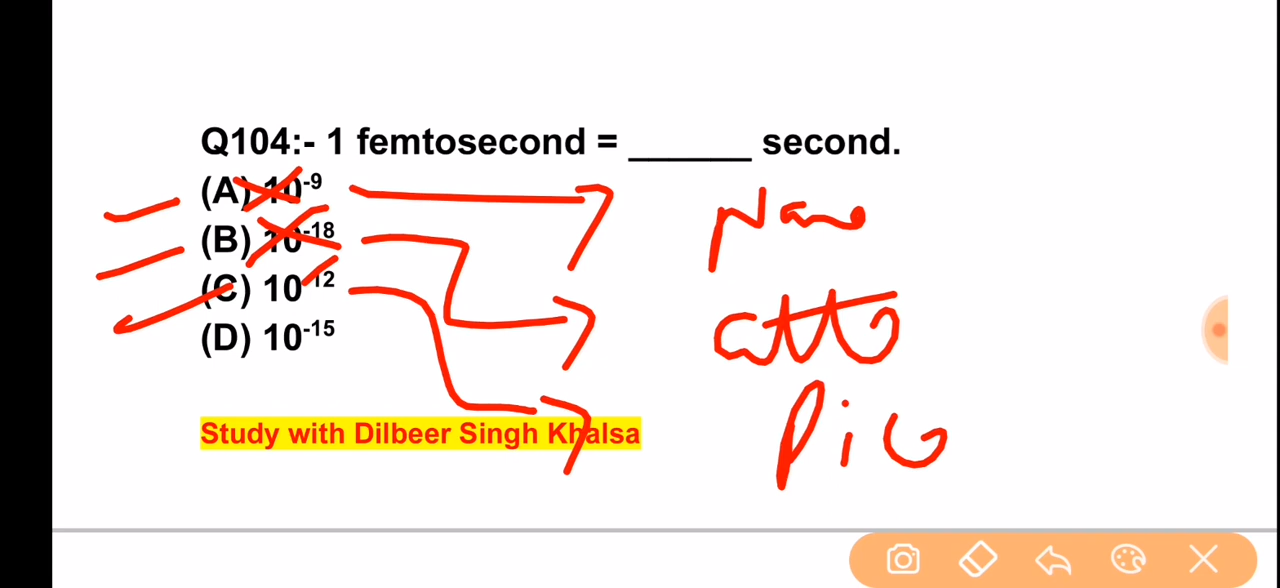 Q104:- 1 femtosecond = ______ second.
(A) 10⁻⁹
Nano
(B) 10⁻¹⁸
(C) 10⁻¹²
atto
(D) 10⁻¹⁵
Pico
Study with Dilbeer Singh Khalsa